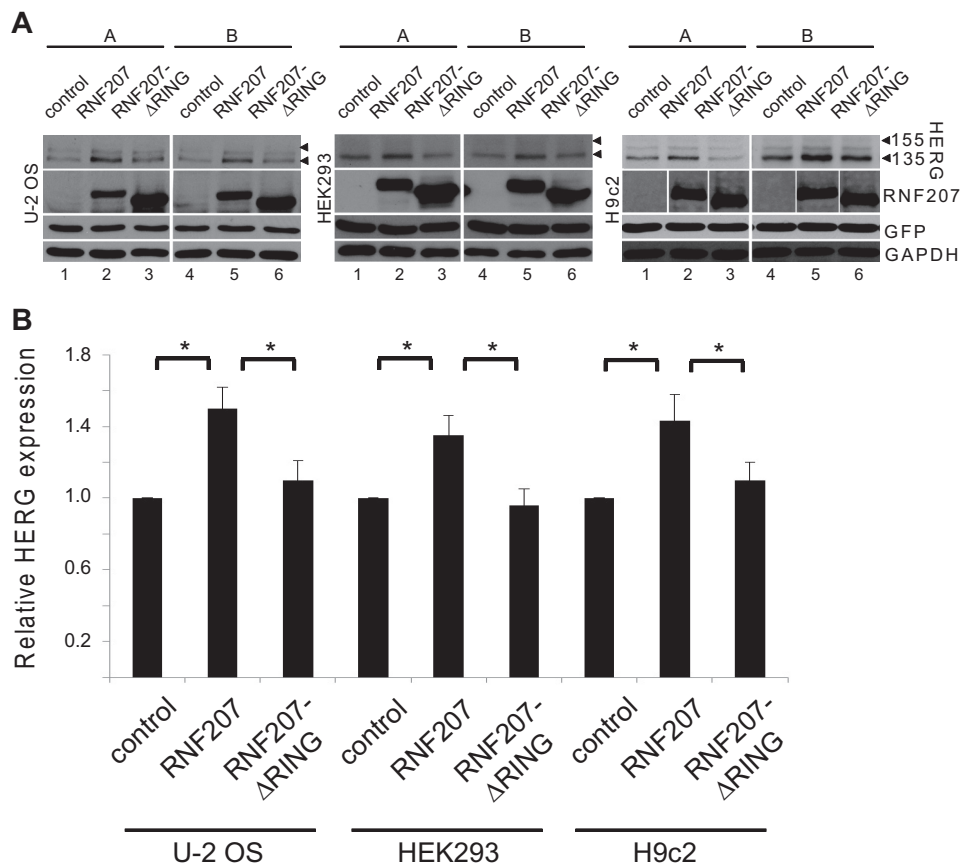 A
A B A B A B
control RNF207 RNF207-ΔRING control RNF207 RNF207-ΔRING control RNF207 RNF207-ΔRING control RNF207 RNF207-ΔRING control RNF207 RNF207-ΔRING control RNF207 RNF207-ΔRING
U-2 OS HEK293 H9c2
155
135
HERG
RNF207
GFP
GAPDH
1 2 3 4 5 6 1 2 3 4 5 6 1 2 3 4 5 6
B
Relative HERG expression
1.8
1.4
1.0
0.6
0.2
* * * * * *
control RNF207 RNF207-ΔRING control RNF207 RNF207-ΔRING control RNF207 RNF207-ΔRING
U-2 OS HEK293 H9c2